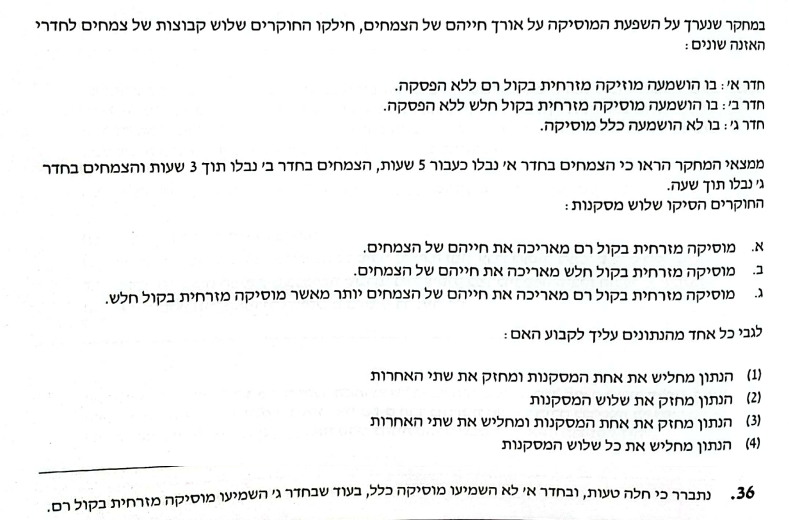 במחקר שנערך על השפעת המוסיקה על אורך חייהם של הצמחים, חילקו החוקרים שלוש קבוצות של צמחים לחדרי
האזנה שונים:
חדר א': בו הושמעה מוזיקה מזרחית בקול רם ללא הפסקה.
חדר ב': בו הושמעה מוסיקה מזרחית בקול חלש ללא הפסקה.
חדר ג': בו לא הושמעה כלל מוסיקה.
ממצאי המחקר הראו כי הצמחים בחדר א' נבלו כעבור 5 שעות, הצמחים בחדר ב' נבלו תוך 3 שעות והצמחים בחדר
ג' נבלו תוך שעה.
החוקרים הסיקו שלוש מסקנות:
א. מוסיקה מזרחית בקול רם מאריכה את חייהם של הצמחים.
ב. מוסיקה מזרחית בקול חלש מאריכה את חייהם של הצמחים.
ג. מוסיקה מזרחית בקול רם מאריכה את חייהם של הצמחים יותר מאשר מוסיקה מזרחית בקול חלש.
לגבי כל אחד מהנתונים עליך לקבוע האם:
(1) הנתון מחליש את אחת המסקנות ומחזק את שתי האחרות
(2) הנתון מחזק את שלוש המסקנות
(3) הנתון מחזק את אחת המסקנות ומחליש את שתי האחרות
(4) הנתון מחליש את כל שלוש המסקנות
36. נתברר כי חלה טעות, ובחדר א' לא השמיעו מוסיקה כלל, בעוד שבחדר ג' השמיעו מוסיקה מזרחית בקול רם.